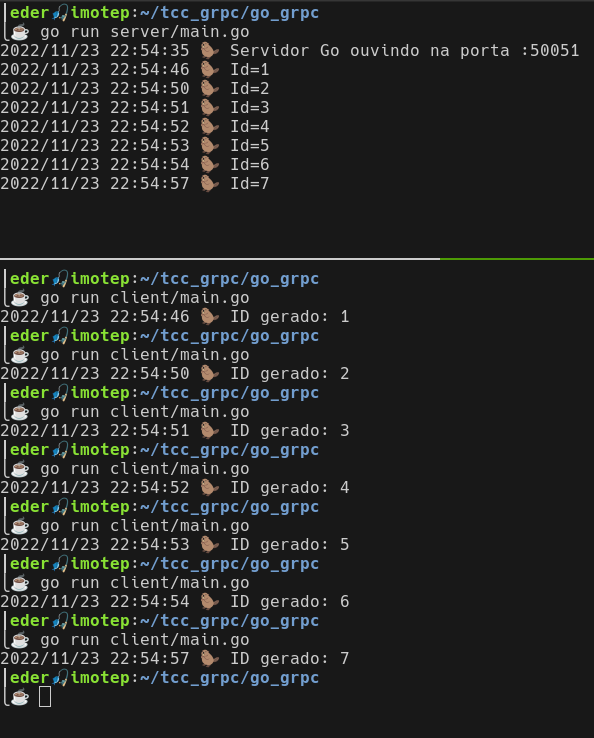 eder🎣imotep:~/tcc_grpc/go_grpc
☕ go run server/main.go
2022/11/23 22:54:35 🦫 Servidor Go ouvindo na porta :50051
2022/11/23 22:54:46 🦫 Id=1
2022/11/23 22:54:50 🦫 Id=2
2022/11/23 22:54:51 🦫 Id=3
2022/11/23 22:54:52 🦫 Id=4
2022/11/23 22:54:53 🦫 Id=5
2022/11/23 22:54:54 🦫 Id=6
2022/11/23 22:54:57 🦫 Id=7
eder🎣imotep:~/tcc_grpc/go_grpc
☕ go run client/main.go
2022/11/23 22:54:46 🦫 ID gerado: 1
eder🎣imotep:~/tcc_grpc/go_grpc
☕ go run client/main.go
2022/11/23 22:54:50 🦫 ID gerado: 2
eder🎣imotep:~/tcc_grpc/go_grpc
☕ go run client/main.go
2022/11/23 22:54:51 🦫 ID gerado: 3
eder🎣imotep:~/tcc_grpc/go_grpc
☕ go run client/main.go
2022/11/23 22:54:52 🦫 ID gerado: 4
eder🎣imotep:~/tcc_grpc/go_grpc
☕ go run client/main.go
2022/11/23 22:54:53 🦫 ID gerado: 5
eder🎣imotep:~/tcc_grpc/go_grpc
☕ go run client/main.go
2022/11/23 22:54:54 🦫 ID gerado: 6
eder🎣imotep:~/tcc_grpc/go_grpc
☕ go run client/main.go
2022/11/23 22:54:57 🦫 ID gerado: 7
eder🎣imotep:~/tcc_grpc/go_grpc
☕